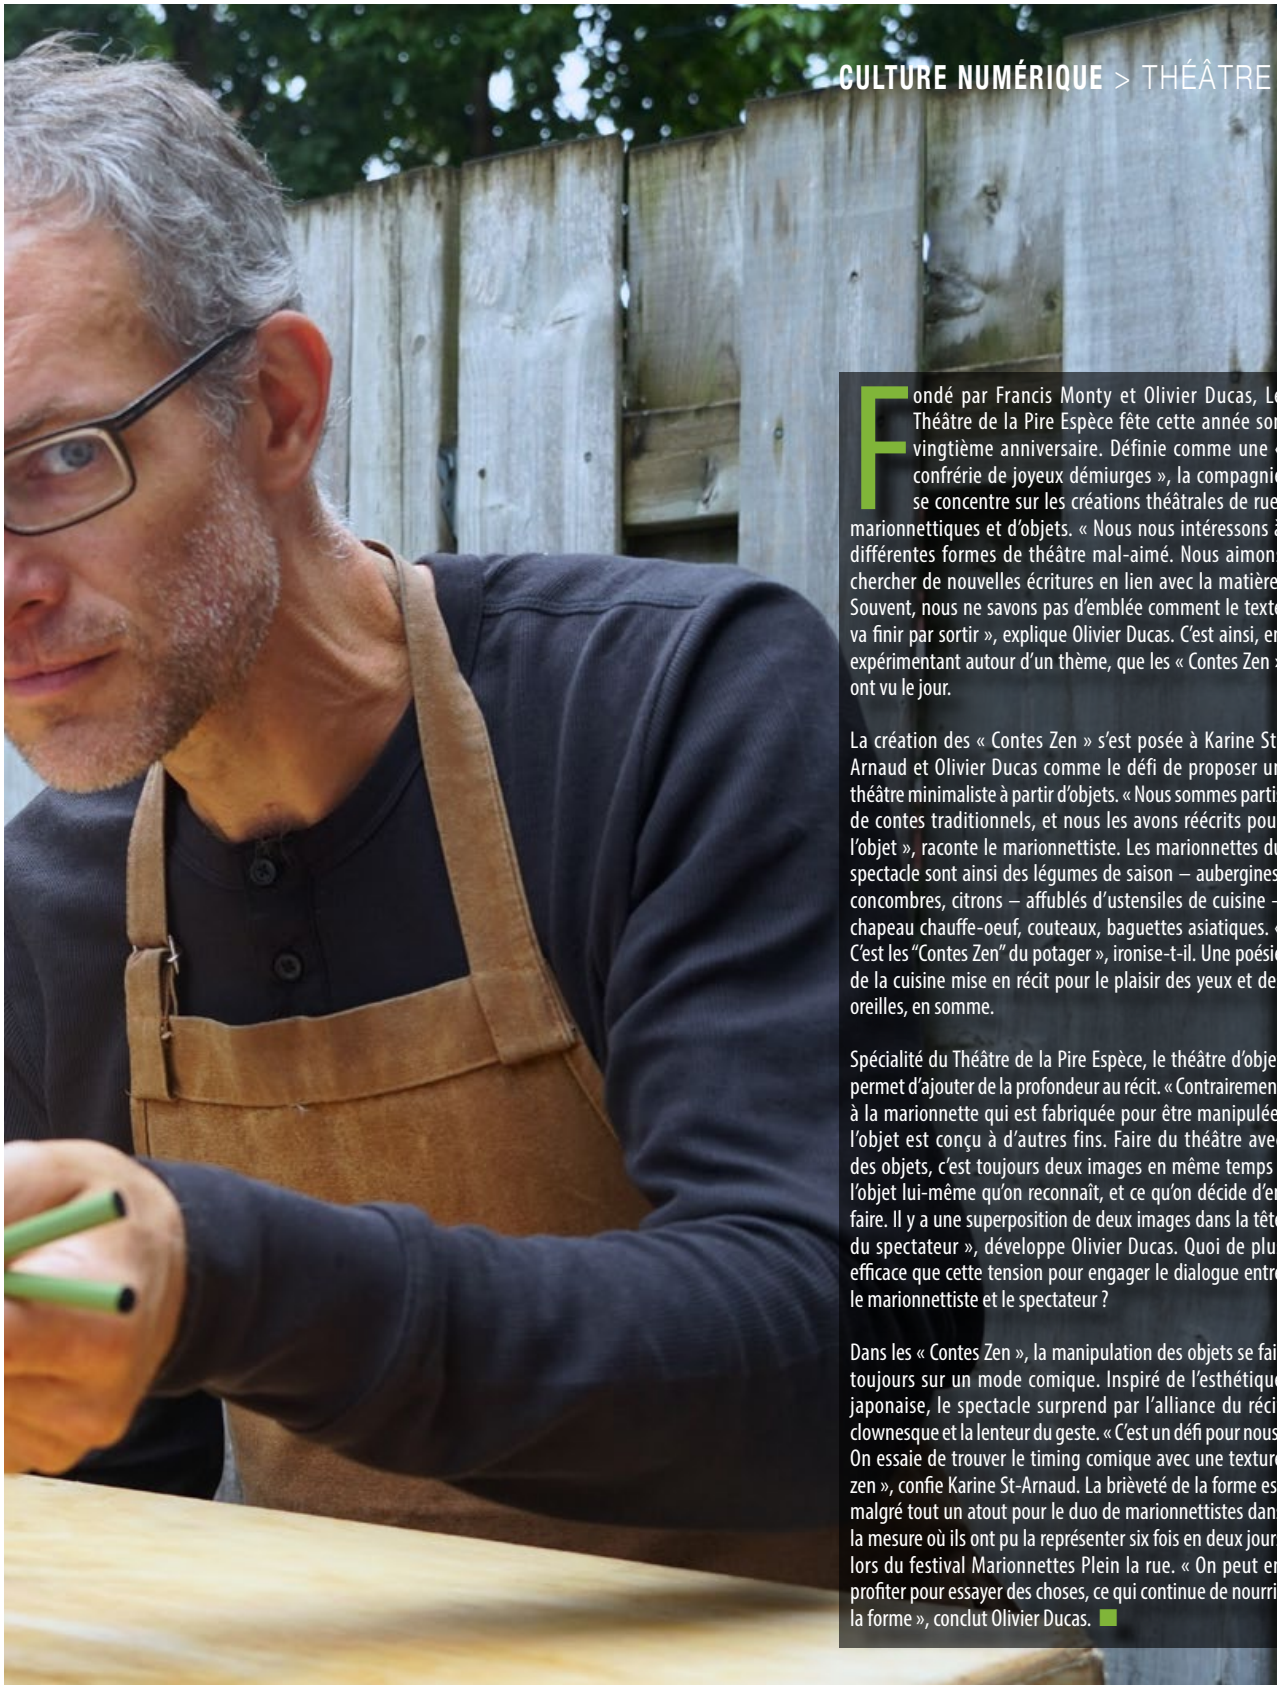 CULTURE NUMÉRIQUE > THÉÂTRE
Fondé par Francis Monty et Olivier Ducas, Le
Théâtre de la Pire Espèce fête cette année son
vingtième anniversaire. Définie comme une «
confrérie de joyeux démiurges », la compagnie
se concentre sur les créations théâtrales de rue
marionnettiques et d’objets. « Nous nous intéressons à
différentes formes de théâtre mal-aimé. Nous aimons
chercher de nouvelles écritures en lien avec la matière
Souvent, nous ne savons pas d’emblée comment le texte
va finir par sortir », explique Olivier Ducas. C’est ainsi, en
expérimentant autour d’un thème, que les « Contes Zen »
ont vu le jour.
La création des « Contes Zen » s’est posée à Karine St
Arnaud et Olivier Ducas comme le défi de proposer un
théâtre minimaliste à partir d’objets. « Nous sommes partis
de contes traditionnels, et nous les avons réécrits pou
l’objet », raconte le marionnettiste. Les marionnettes du
spectacle sont ainsi des légumes de saison – aubergines
concombres, citrons – affublés d’ustensiles de cuisine –
chapeau chauffe-oeuf, couteaux, baguettes asiatiques. «
C’est les “Contes Zen” du potager », ironise-t-il. Une poésie
de la cuisine mise en récit pour le plaisir des yeux et de
oreilles, en somme.
Spécialité du Théâtre de la Pire Espèce, le théâtre d’obje
permet d’ajouter de la profondeur au récit. « Contrairement
à la marionnette qui est fabriquée pour être manipulée
l’objet est conçu à d’autres fins. Faire du théâtre avec
des objets, c’est toujours deux images en même temps
l’objet lui-même qu’on reconnaît, et ce qu’on décide d’en
faire. Il y a une superposition de deux images dans la tête
du spectateur », développe Olivier Ducas. Quoi de plu
efficace que cette tension pour engager le dialogue entre
le marionnettiste et le spectateur ?
Dans les « Contes Zen », la manipulation des objets se fai
toujours sur un mode comique. Inspiré de l’esthétique
japonaise, le spectacle surprend par l’alliance du réci
clownesque et la lenteur du geste. « C’est un défi pour nous
On essaie de trouver le timing comique avec une texture
zen », confie Karine St-Arnaud. La brièveté de la forme es
malgré tout un atout pour le duo de marionnettistes dans
la mesure où ils ont pu la représenter six fois en deux jours
lors du festival Marionnettes Plein la rue. « On peut en
profiter pour essayer des choses, ce qui continue de nourri
la forme », conclut Olivier Ducas.